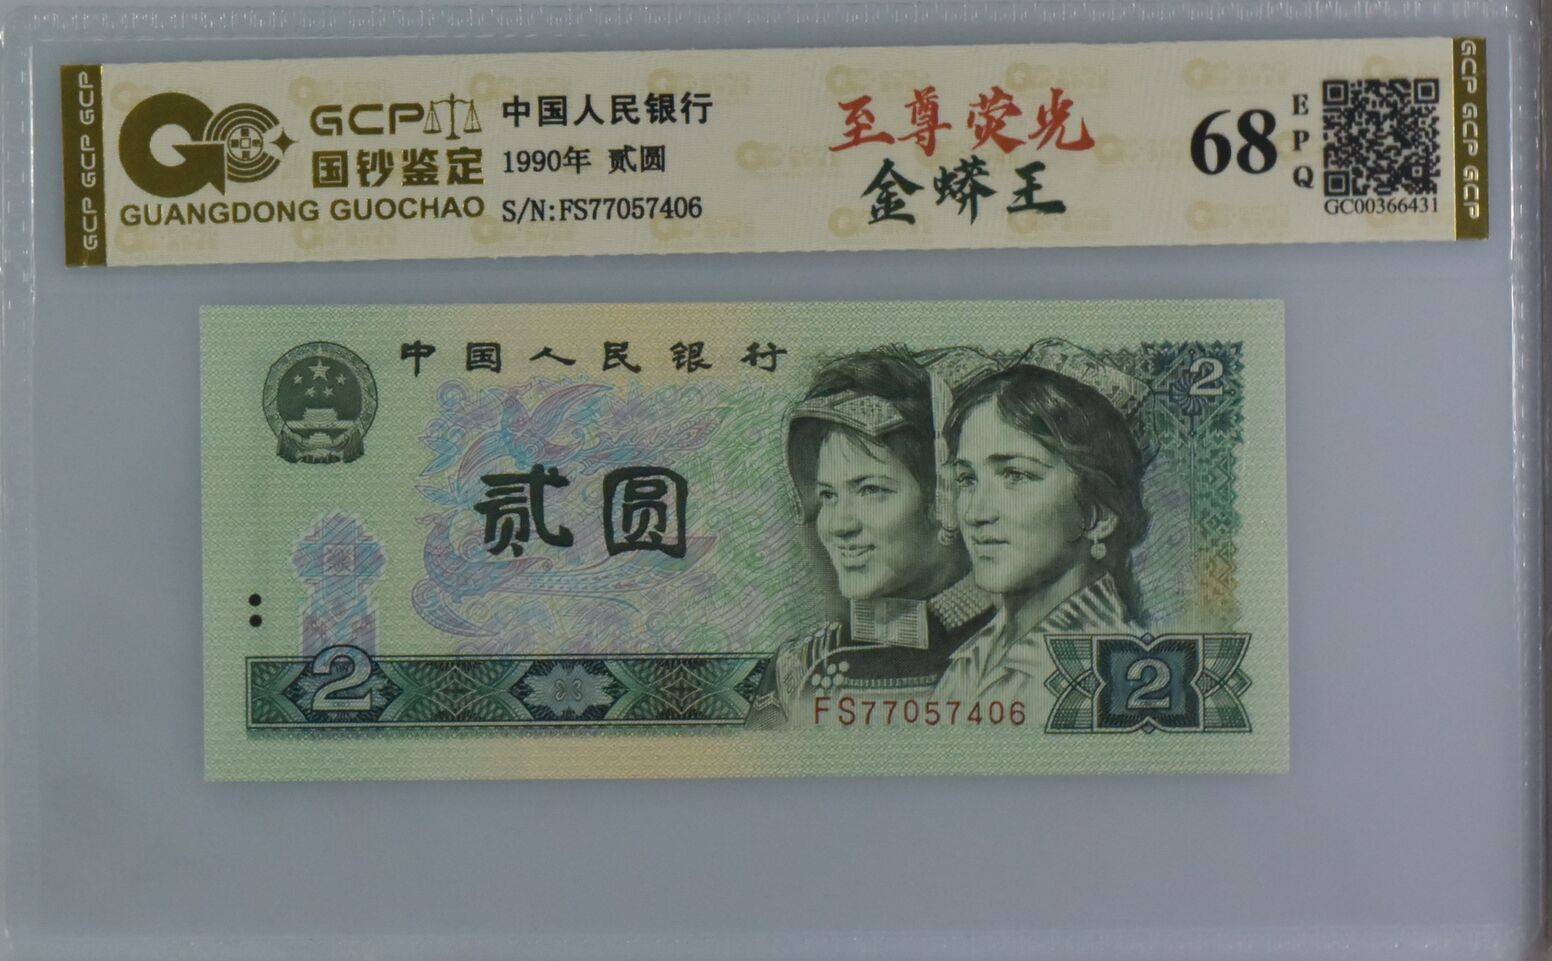 GCP GCP GCP
GCP
国钞鉴定
GUANGDONG GUOCHAO
中国人民银行
1990年 贰圆
S/N:FS77057406
至尊荧光
金蟒王
68
EPQ
GC00366431
GCP GCP GCP
中国人民银行
2
贰圆
2
FS77057406
2